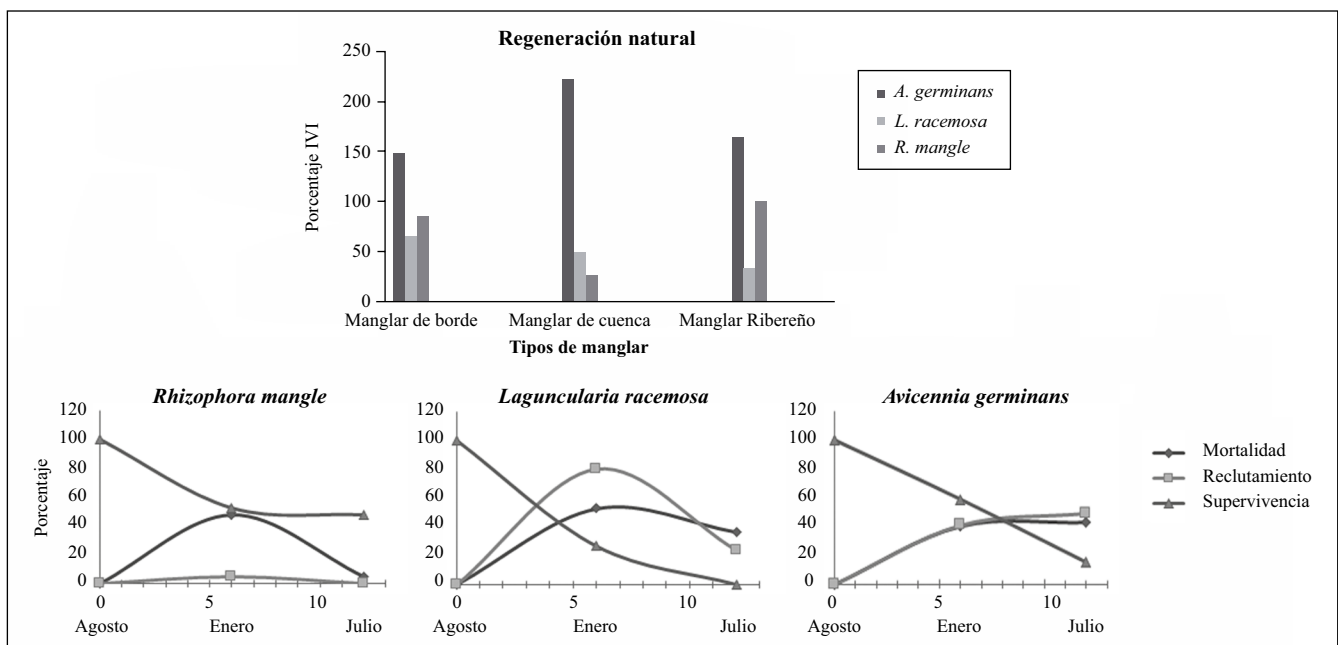 Regeneración natural
250
200
150
100
50
0
Porcentaje IVI
A. germinans
L. racemosa
R. mangle
Manglar de borde
Manglar de cuenca
Manglar Ribereño
Tipos de manglar
Rhizophora mangle
120
100
80
60
40
20
0
Porcentaje
0
5
10
Agosto
Enero
Julio
Laguncularia racemosa
120
100
80
60
40
20
0
0
5
10
Agosto
Enero
Julio
Avicennia germinans
120
100
80
60
40
20
0
0
5
10
Agosto
Enero
Julio
Mortalidad
Reclutamiento
Supervivencia